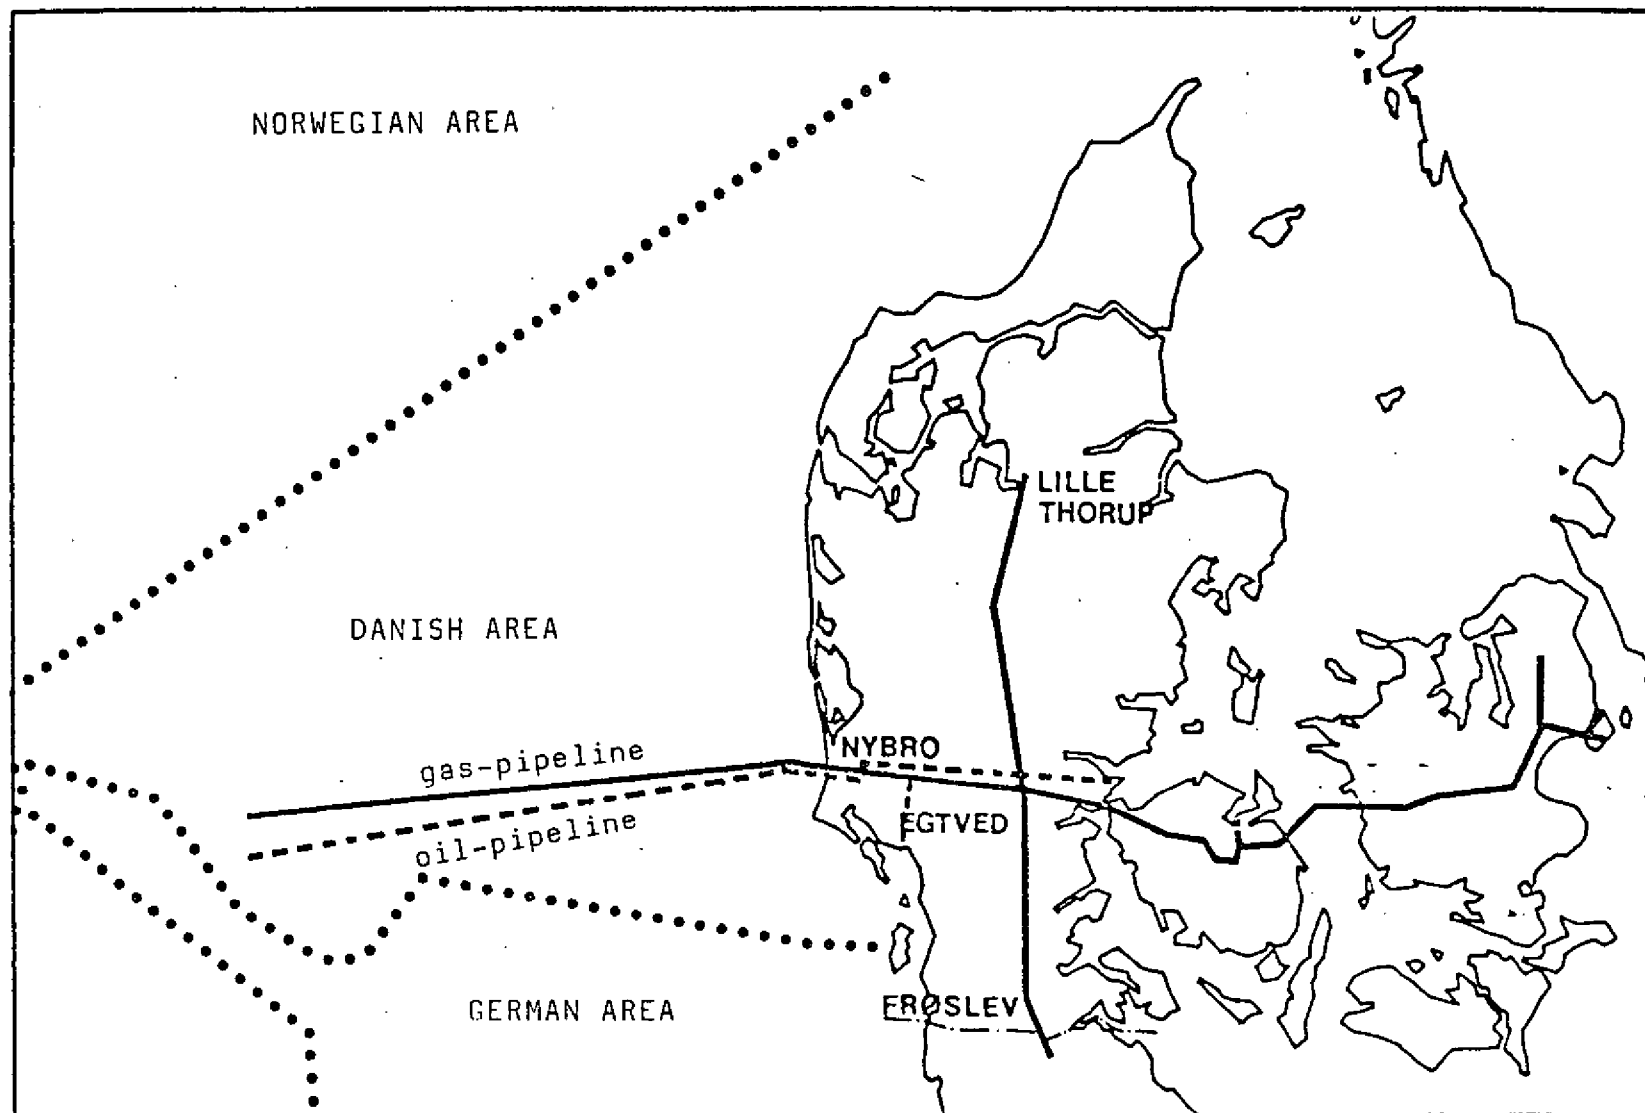 NORWEGIAN AREA
LILLE
THORUP
DANISH AREA
NYBRO
gas-pipeline
oil-pipeline
EGTVED
GERMAN AREA
FRØSLEV